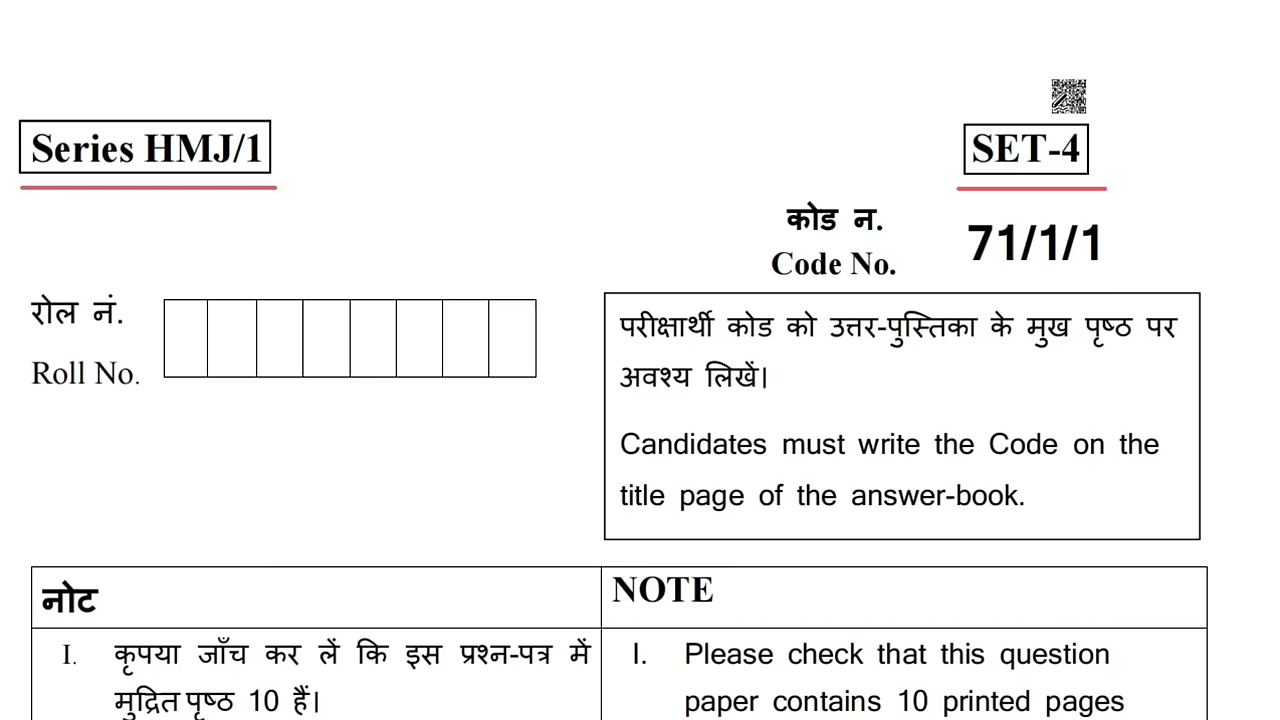 Series HMJ/1
SET-4
कोड न.
Code No.
71/1/1
रोल नं.
Roll No.
परीक्षार्थी कोड को उत्तर-पुस्तिका के मुख पृष्ठ पर
अवश्य लिखें।
Candidates must write the Code on the
title page of the answer-book.
नोट
NOTE
I. कृपया जाँच कर लें कि इस प्रश्न-पत्र में
मुद्रित पृष्ठ 10 हैं।
I. Please check that this question
paper contains 10 printed pages